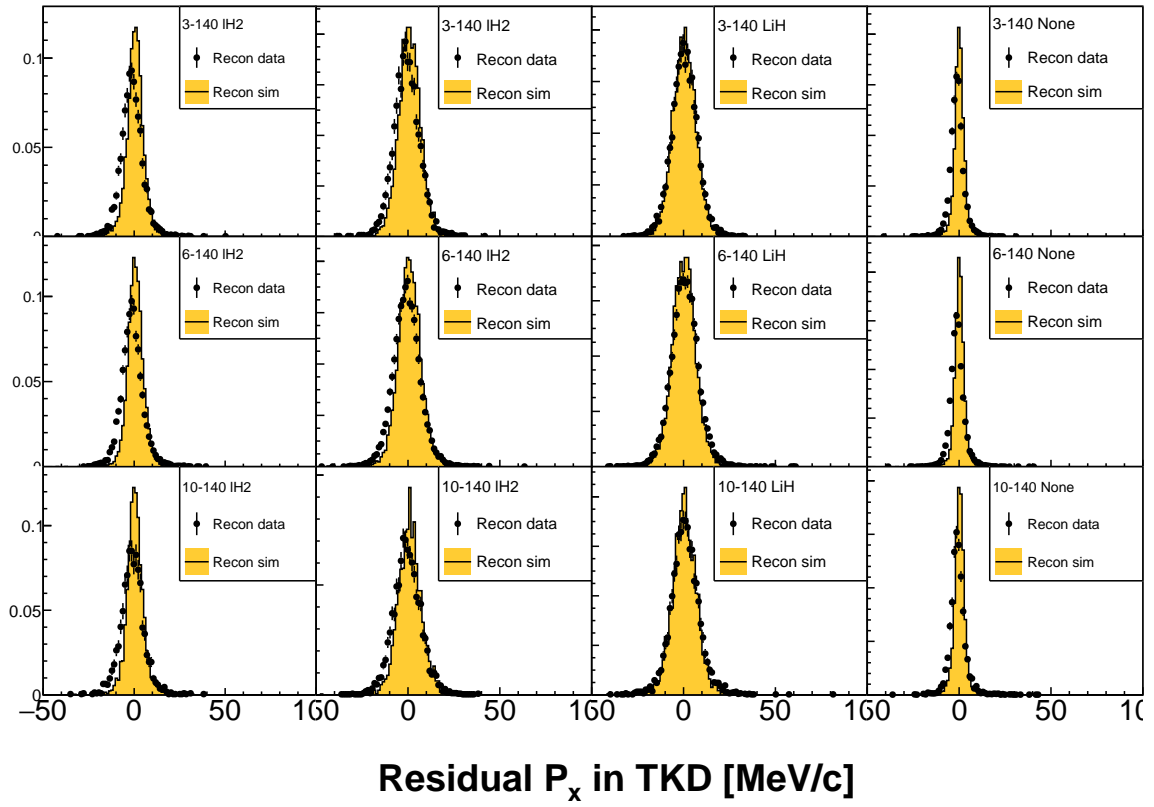 3-140 lH2
Recon data
Recon sim
3-140 lH2
Recon data
Recon sim
3-140 LiH
Recon data
Recon sim
3-140 None
Recon data
Recon sim
0.1
0.05
0
6-140 lH2
Recon data
Recon sim
6-140 lH2
Recon data
Recon sim
6-140 LiH
Recon data
Recon sim
6-140 None
Recon data
Recon sim
0.1
0.05
0
10-140 lH2
Recon data
Recon sim
10-140 lH2
Recon data
Recon sim
10-140 LiH
Recon data
Recon sim
10-140 None
Recon data
Recon sim
0.1
0.05
0
−50 0 50 0 50 0 50 0 50
Residual Pₓ in TKD [MeV/c]